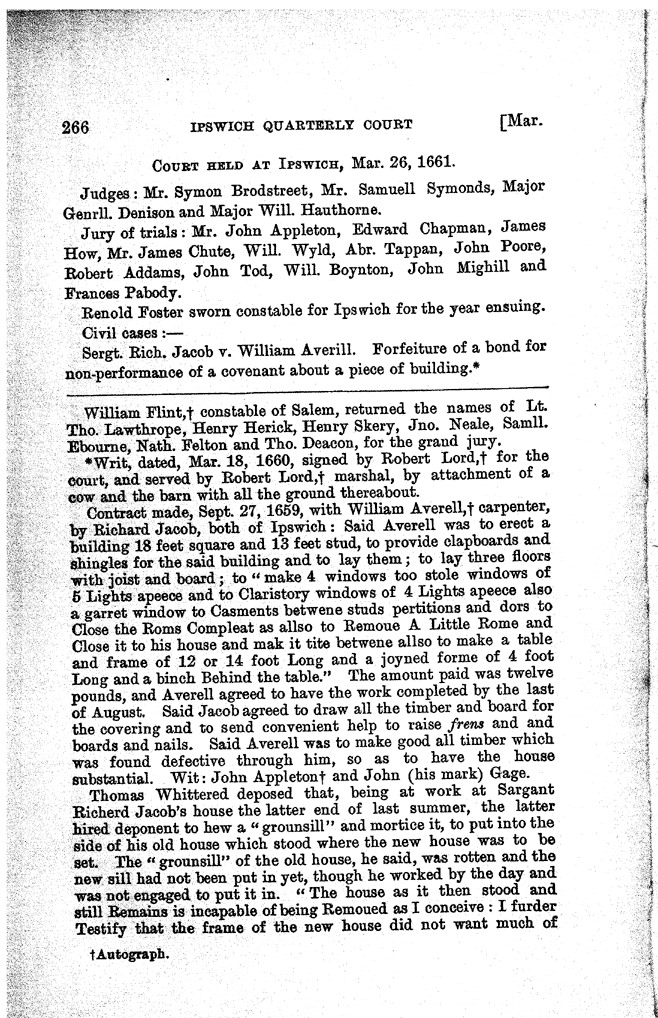 266 IPSWICH QUARTERLY COURT [Mar.
COURT HELD AT IPSWICH, Mar. 26, 1661.
Judges: Mr. Symon Brodstreet, Mr. Samuell Symonds, Major
Genrll. Denison and Major Will. Hauthorne.
Jury of trials: Mr. John Appleton, Edward Chapman, James
How, Mr. James Chute, Will. Wyld, Abr. Tappan, John Poore,
Robert Addams, John Tod, Will. Boynton, John Mighill and
Frances Pabody.
Renold Foster sworn constable for Ipswich for the year ensuing.
Civil cases:—
Sergt. Rich. Jacob v. William Averill. Forfeiture of a bond for
non-performance of a covenant about a piece of building.*
William Flint,† constable of Salem, returned the names of Lt.
Tho. Lawthrope, Henry Herick, Henry Skery, Jno. Neale, Samll.
Ebourne, Nath. Felton and Tho. Deacon, for the grand jury.
*Writ, dated, Mar. 18, 1660, signed by Robert Lord,† for the
court, and served by Robert Lord,† marshal, by attachment of a
cow and the barn with all the ground thereabout.
Contract made, Sept. 27, 1659, with William Averell,† carpenter,
by Richard Jacob, both of Ipswich: Said Averell was to erect a
building 18 feet square and 13 feet stud, to provide clapboards and
shingles for the said building and to lay them; to lay three floors
with joist and board; to "make 4 windows too stole windows of
5 Lights apeece and to Claristory windows of 4 Lights apeece also
a garret window to Casments betwene studs pertitions and dors to
Close the Roms Compleat as allso to Remoue A Little Rome and
Close it to his house and mak it tite betwene allso to make a table
and frame of 12 or 14 foot Long and a joyned forme of 4 foot
Long and a binch Behind the table." The amount paid was twelve
pounds, and Averell agreed to have the work completed by the last
of August. Said Jacob agreed to draw all the timber and board for
the covering and to send convenient help to raise frens and and
boards and nails. Said Averell was to make good all timber which
was found defective through him, so as to have the house
substantial. Wit: John Appleton† and John (his mark) Gage.
Thomas Whittered deposed that, being at work at Sargant
Richerd Jacob's house the latter end of last summer, the latter
hired deponent to hew a "grounsill" and mortice it, to put into the
side of his old house which stood where the new house was to be
set. The "grounsill" of the old house, he said, was rotten and the
new sill had not been put in yet, though he worked by the day and
was not engaged to put it in. "The house as it then stood and
still Remains is incapable of being Remoued as I conceive: I furder
Testify that the frame of the new house did not want much of
†Autograph.